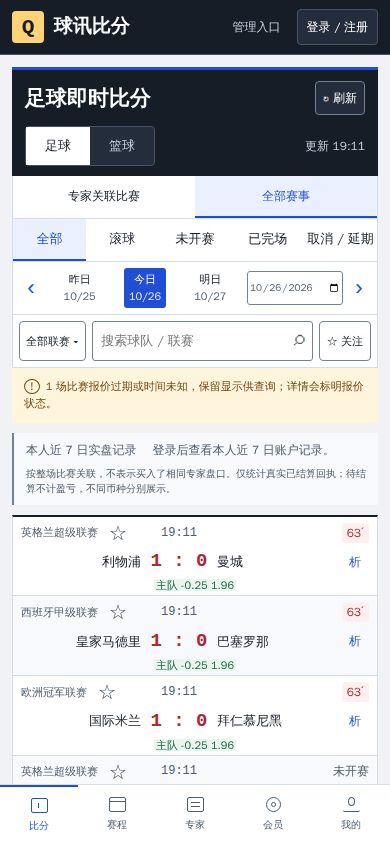 Q 球讯比分 管理入口 登录 / 注册
足球即时比分 刷新
足球 篮球 更新 19:11
专家关联比赛 全部赛事
全部 滚球 未开赛 已完场 取消 / 延期
‹ 昨日 10/25 今日 10/26 明日 10/27 10/26/2026 ›
全部联赛 搜索球队 / 联赛 ☆ 关注
! 1 场比赛报价过期或时间未知，保留显示供查询；详情会标明报价
状态。
本人近 7 日实盘记录 登录后查看本人近 7 日账户记录。
按整场比赛关联，不表示买入了相同专家盘口。仅统计真实已结算回执；待结
算不计盈亏，不同币种分别展示。
英格兰超级联赛 ☆ 19:11 63'
利物浦 1 : 0 曼城 析
主队 -0.25 1.96
西班牙甲级联赛 ☆ 19:11 63'
皇家马德里 1 : 0 巴塞罗那 析
主队 -0.25 1.96
欧洲冠军联赛 ☆ 19:11 63'
国际米兰 1 : 0 拜仁慕尼黑 析
主队 -0.25 1.96
英格兰超级联赛 ☆ 19:11 未开赛
比分 赛程 专家 会员 我的